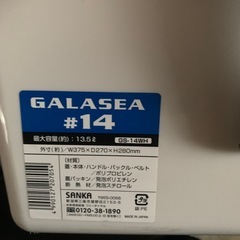 GALASEA
#14
最大容量(約):13.5ℓ
GS-14WH
外寸(約)/W375×D270×H280mm
〈材質〉
蓋・本体・ハンドル・バックル・ベルト
/ポリプロピレン
蓋パッキン/発泡ポリエチレン
断 熱 材/発泡スチロール
SANKA
〒959-0056
0120-38-1890
MADE IN JAPAN
PE